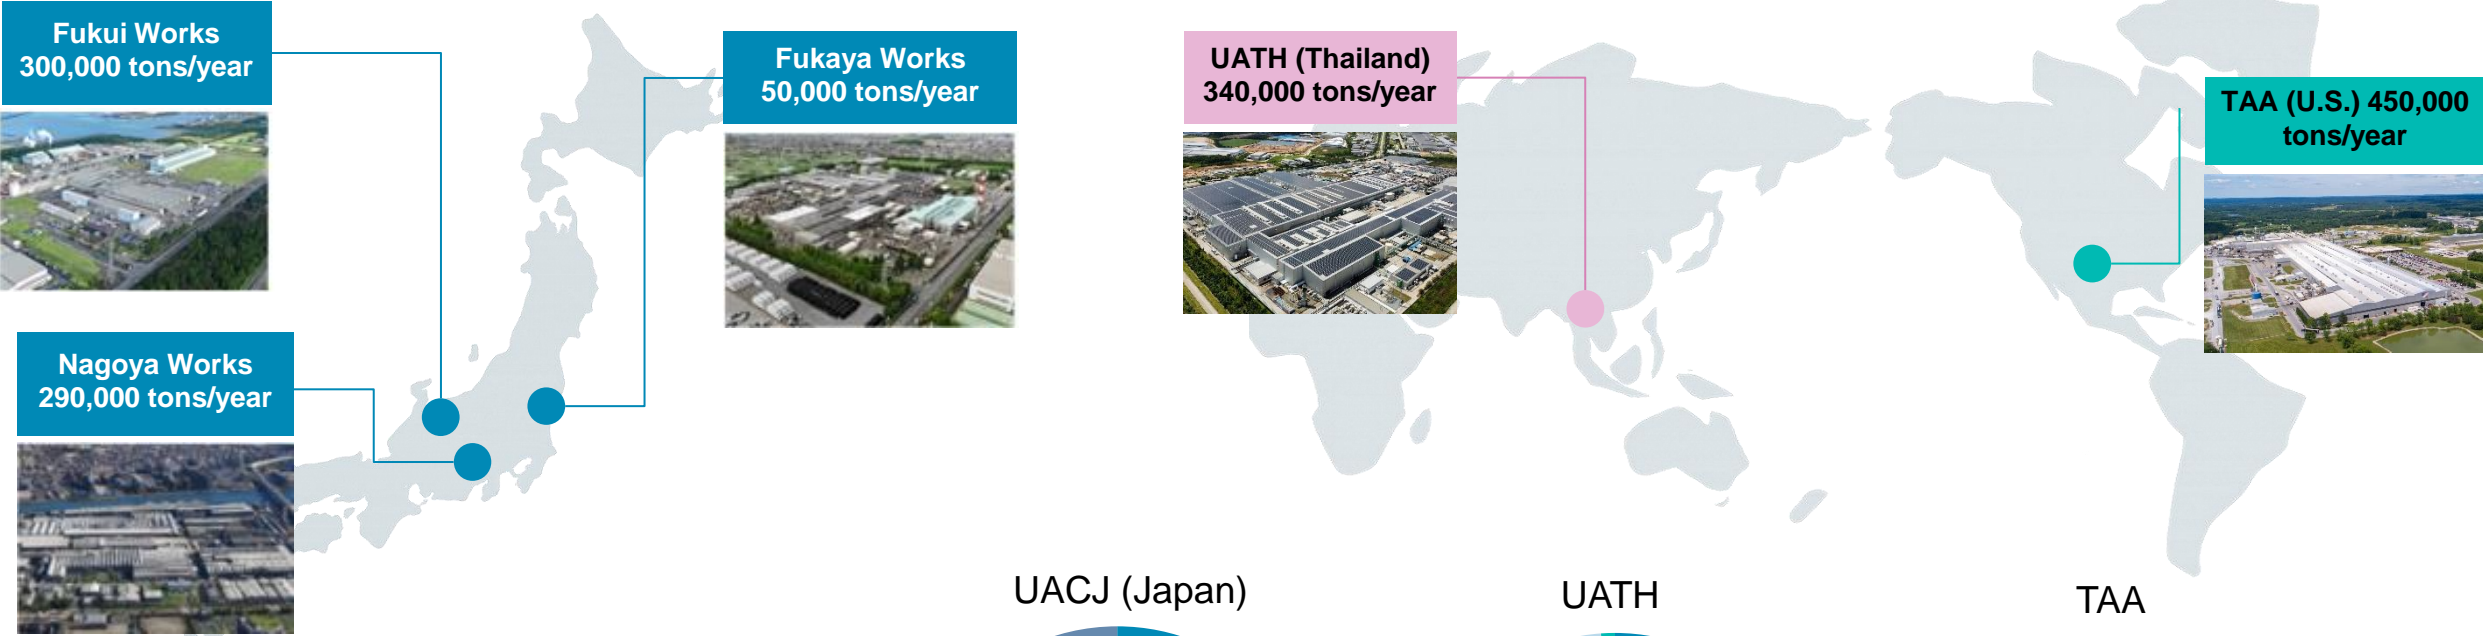 Fukui Works
300,000 tons/year
Fukaya Works
50,000 tons/year
UATH (Thailand)
340,000 tons/year
TAA (U.S.) 450,000
tons/year
Nagoya Works
290,000 tons/year
UACJ (Japan)
UATH
TAA